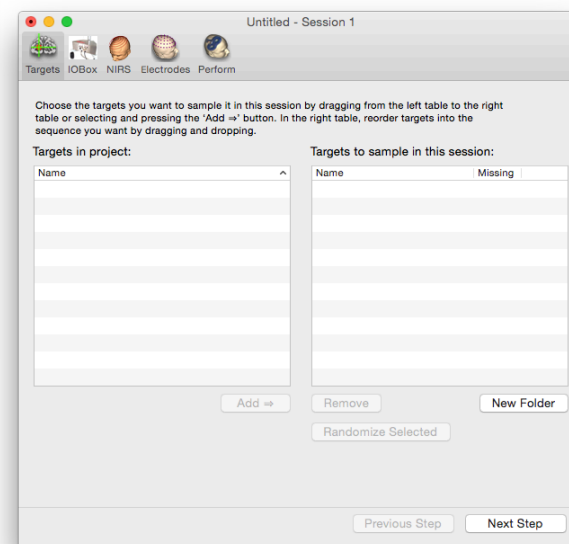 Untitled - Session 1
Targets IOBox NIRS Electrodes Perform
Choose the targets you want to sample it in this session by dragging from the left table to the right
table or selecting and pressing the 'Add ⇒' button. In the right table, reorder targets into the
sequence you want by dragging and dropping.
Targets in project: Targets to sample in this session:
Name Name Missing
Add ⇒ Remove New Folder
Randomize Selected
Previous Step Next Step